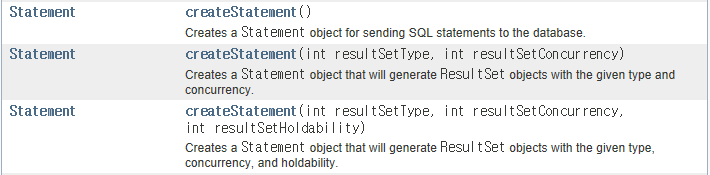 Statement createStatement()
Creates a Statement object for sending SQL statements to the database.
Statement createStatement(int resultSetType, int resultSetConcurrency)
Creates a Statement object that will generate ResultSet objects with the given type and
concurrency.
Statement createStatement(int resultSetType, int resultSetConcurrency,
int resultSetHoldability)
Creates a Statement object that will generate ResultSet objects with the given type,
concurrency, and holdability.